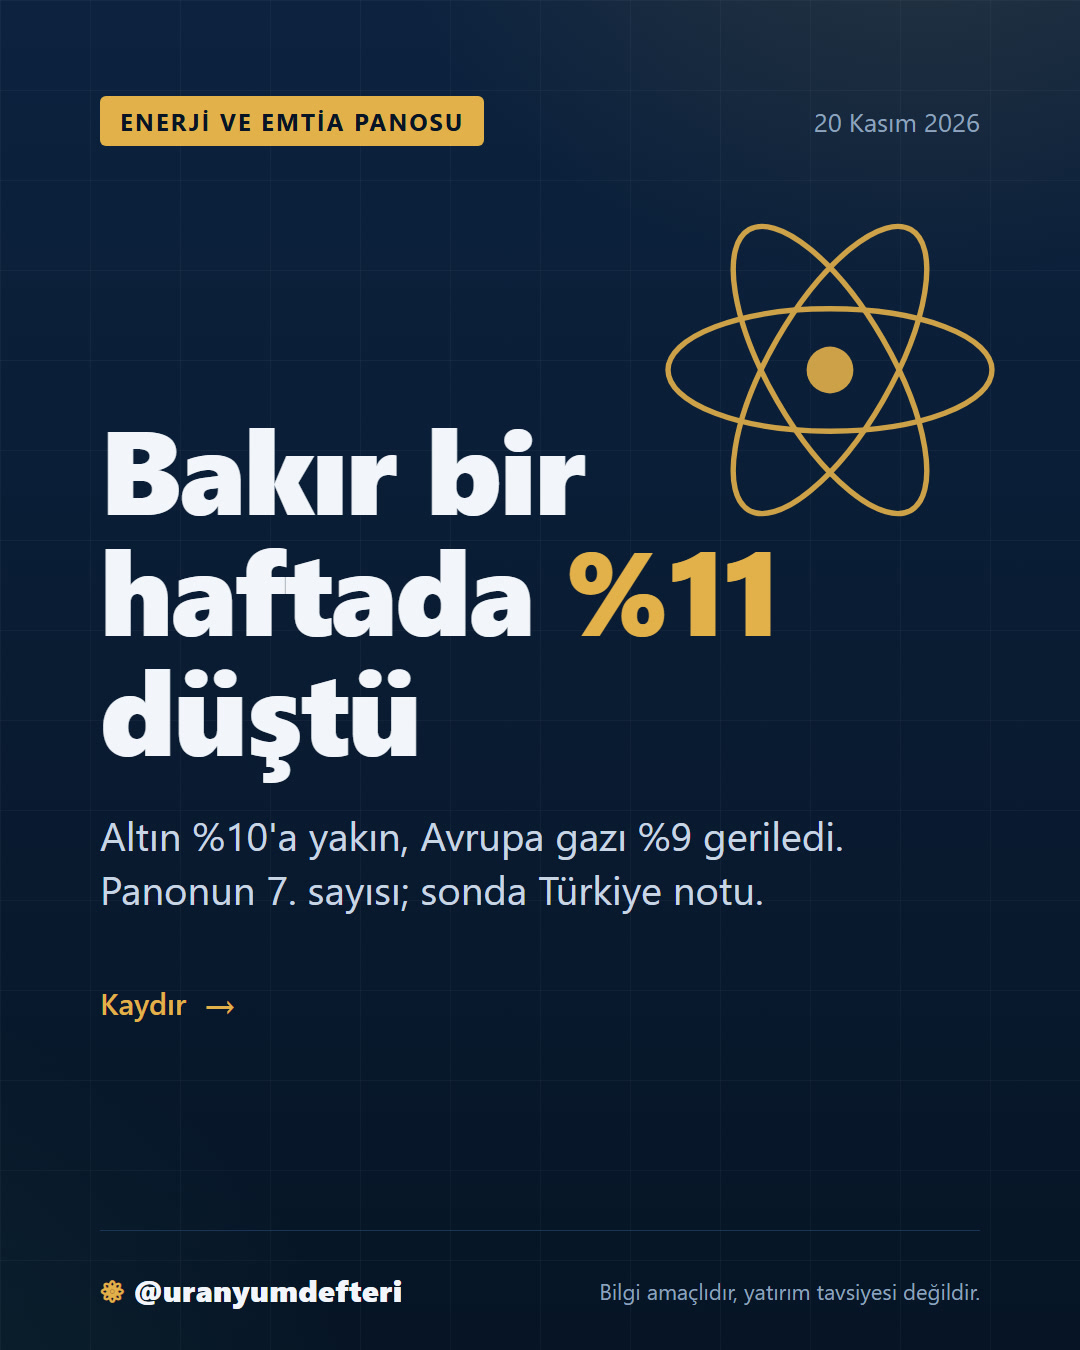 ENERJİ VE EMTİA PANOSU
20 Kasım 2026
Bakır bir
haftada %11
düştü
Altın %10'a yakın, Avrupa gazı %9 geriledi.
Panonun 7. sayısı; sonda Türkiye notu.
Kaydır →
@uranyumdefteri
Bilgi amaçlıdır, yatırım tavsiyesi değildir.